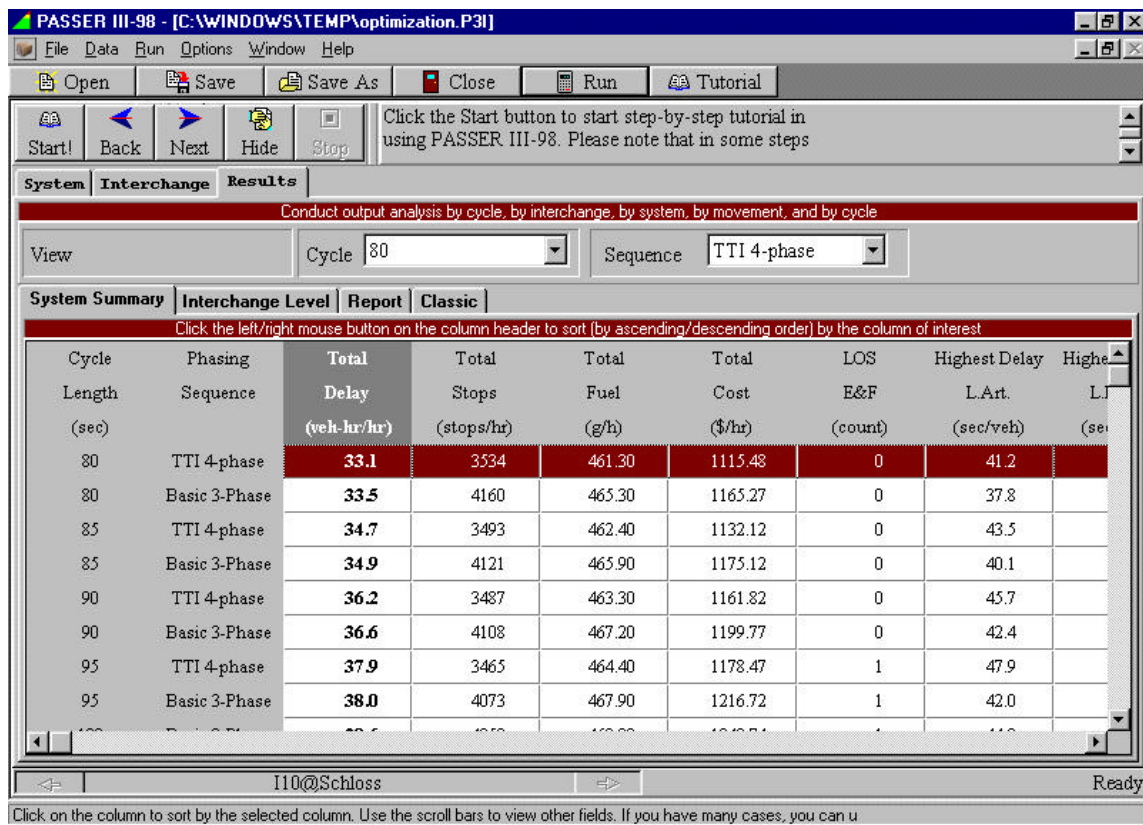 PASSER III-98 - [C:\WINDOWS\TEMP\optimization.P3I]
File Data Run Options Window Help
Open Save Save As Close Run Tutorial
Start! Back Next Hide Stop
Click the Start button to start step-by-step tutorial in
using PASSER III-98. Please note that in some steps
System Interchange Results
Conduct output analysis by cycle, by interchange, by system, by movement, and by cycle
View Cycle 80 Sequence TTI 4-phase
System Summary Interchange Level Report Classic
Click the left/right mouse button on the column header to sort (by ascending/descending order) by the column of interest
Cycle Phasing Total Total Total Total LOS Highest Delay Highe
Length Sequence Delay Stops Fuel Cost E&F L.Art. L.I
(sec) (veh-hr/hr) (stops/hr) (g/h) ($/hr) (count) (sec/veh) (se
80 TTI 4-phase 33.1 3534 461.30 1115.48 0 41.2
80 Basic 3-Phase 33.5 4160 465.30 1165.27 0 37.8
85 TTI 4-phase 34.7 3493 462.40 1132.12 0 43.5
85 Basic 3-Phase 34.9 4121 465.90 1175.12 0 40.1
90 TTI 4-phase 36.2 3487 463.30 1161.82 0 45.7
90 Basic 3-Phase 36.6 4108 467.20 1199.77 0 42.4
95 TTI 4-phase 37.9 3465 464.40 1178.47 1 47.9
95 Basic 3-Phase 38.0 4073 467.90 1216.72 1 42.0
I10@Schloss Ready
Click on the column to sort by the selected column. Use the scroll bars to view other fields. If you have many cases, you can u